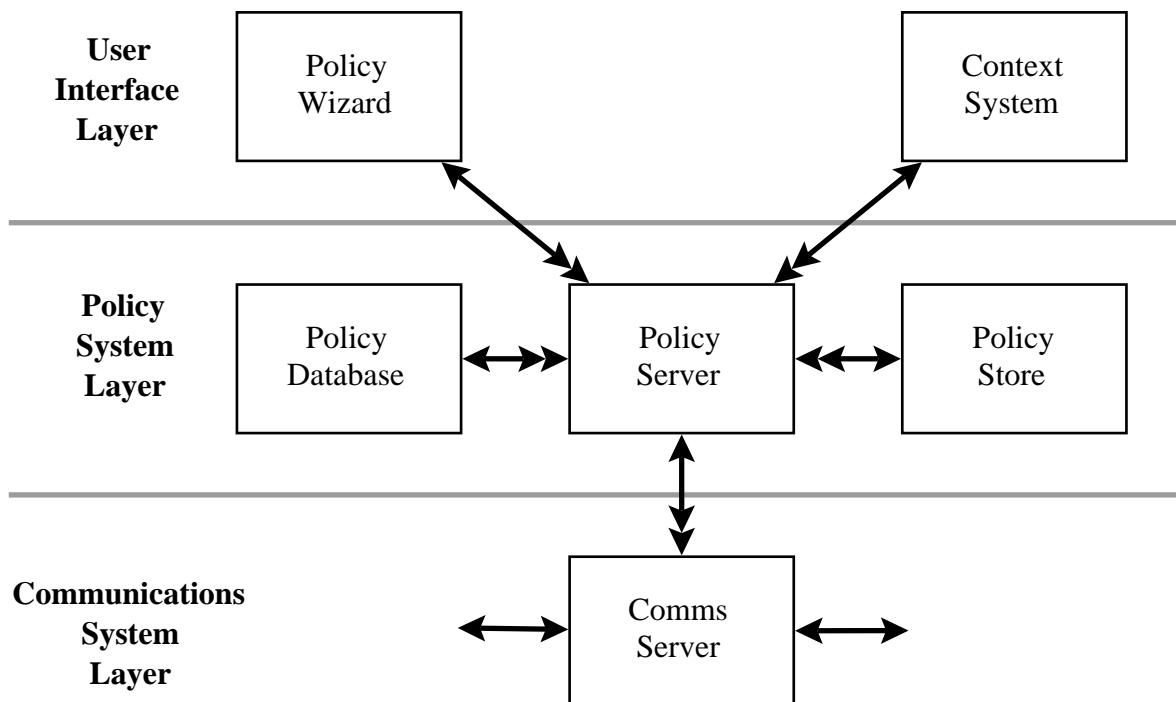 User
Interface
Layer
Policy
Wizard
Context
System
Policy
System
Layer
Policy
Database
Policy
Server
Policy
Store
Communications
System
Layer
Comms
Server